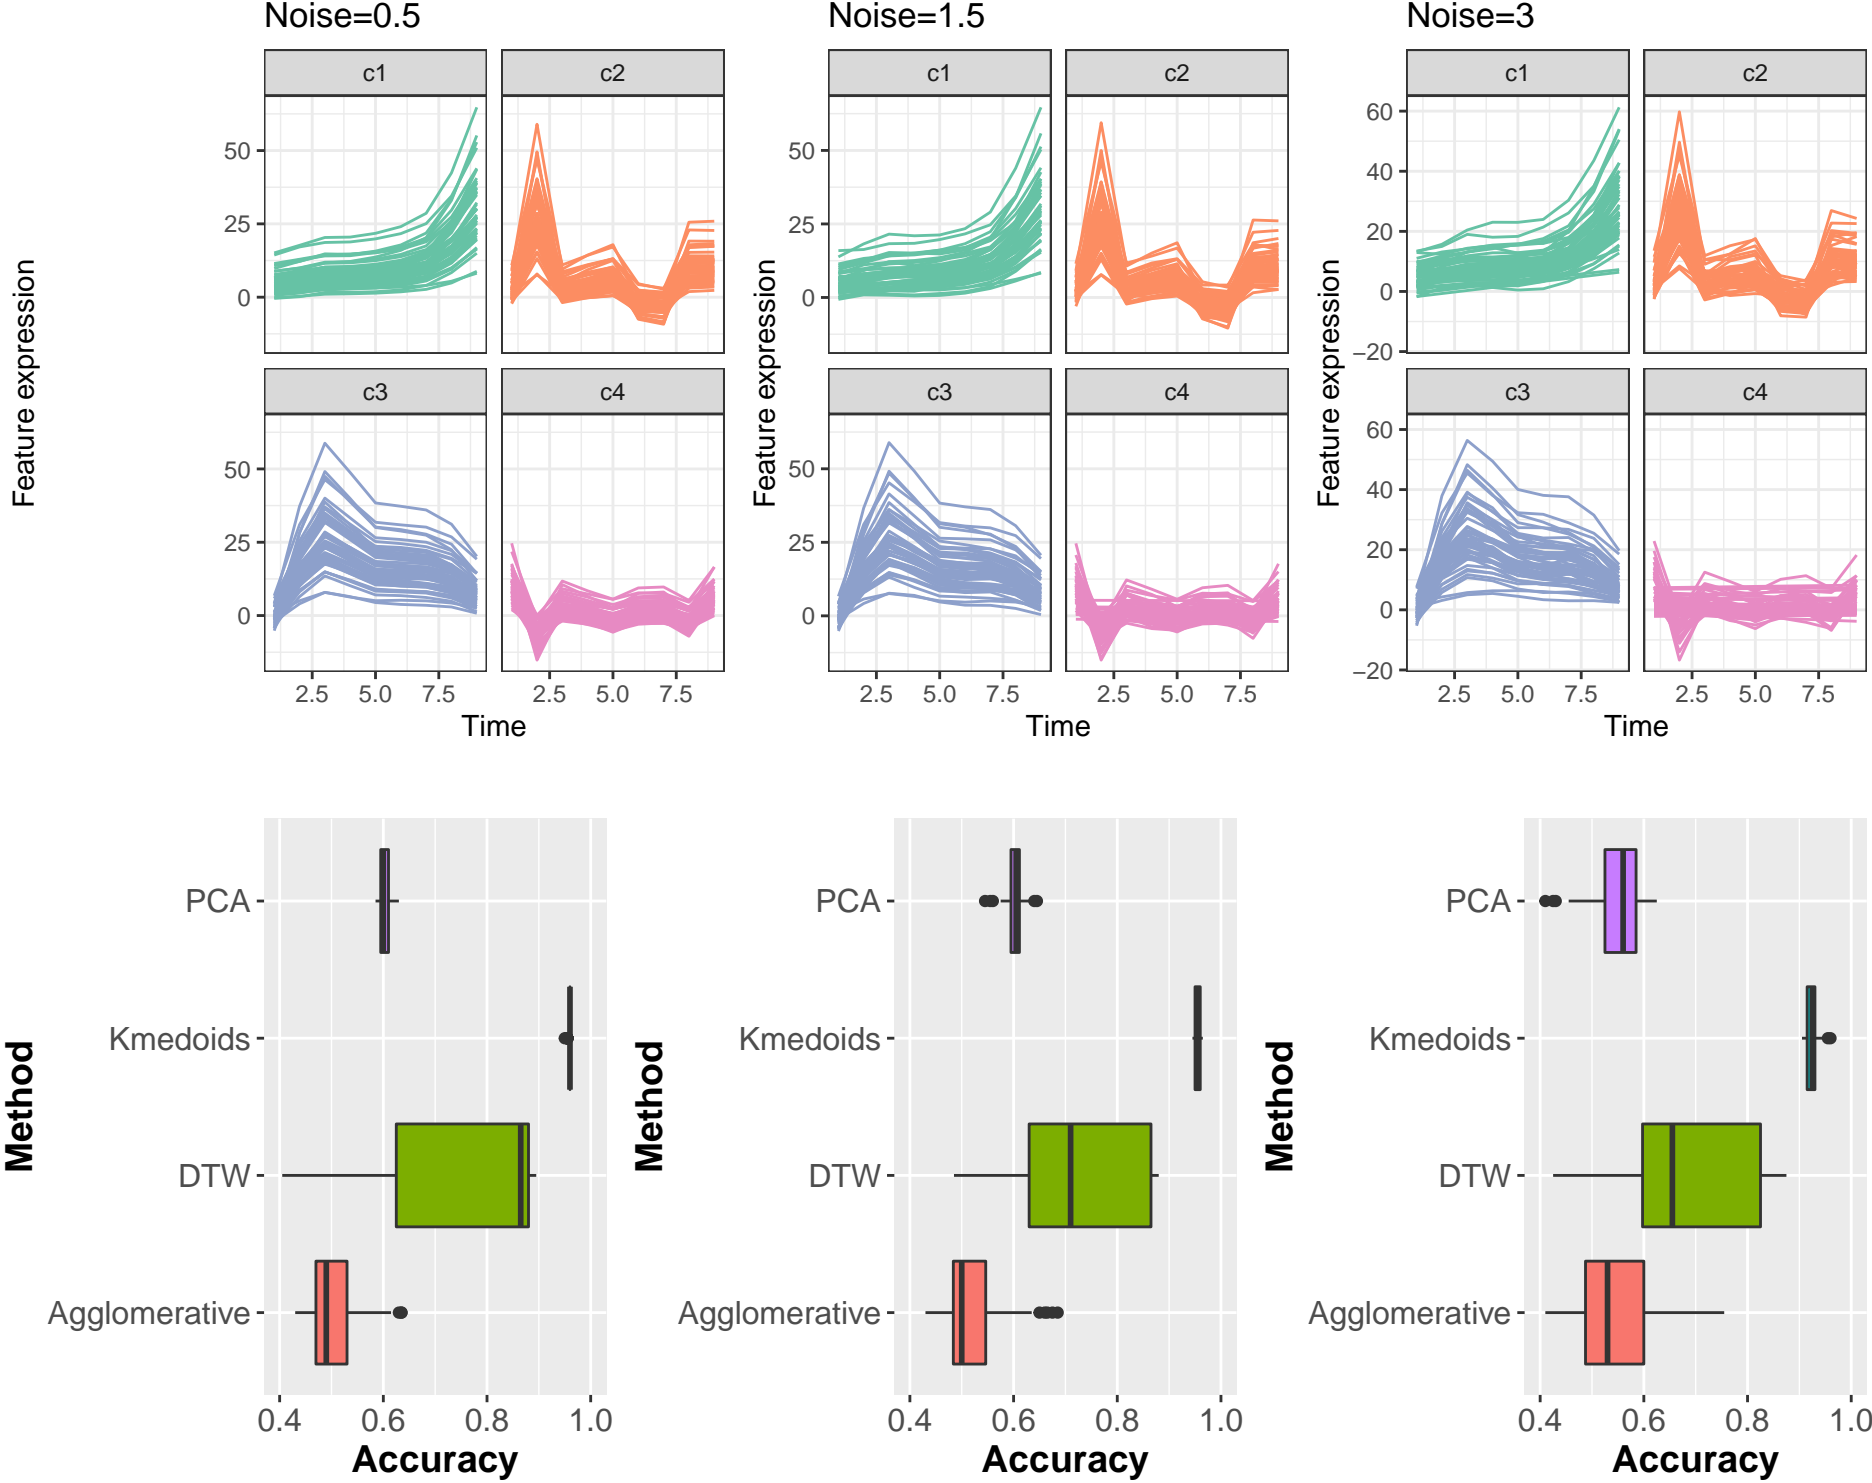 Noise=0.5
c1
c2
50
25
0
c3
c4
50
25
0
2.5 5.0 7.5 2.5 5.0 7.5
Time
Feature expression
Noise=1.5
c1
c2
50
25
0
c3
c4
50
25
0
2.5 5.0 7.5 2.5 5.0 7.5
Time
Feature expression
Noise=3
c1
c2
60
40
20
0
−20
c3
c4
60
40
20
0
−20
2.5 5.0 7.5 2.5 5.0 7.5
Time
Feature expression
PCA
Kmedoids
DTW
Agglomerative
Method
0.4 0.6 0.8 1.0
Accuracy
PCA
Kmedoids
DTW
Agglomerative
Method
0.4 0.6 0.8 1.0
Accuracy
PCA
Kmedoids
DTW
Agglomerative
Method
0.4 0.6 0.8 1.0
Accuracy